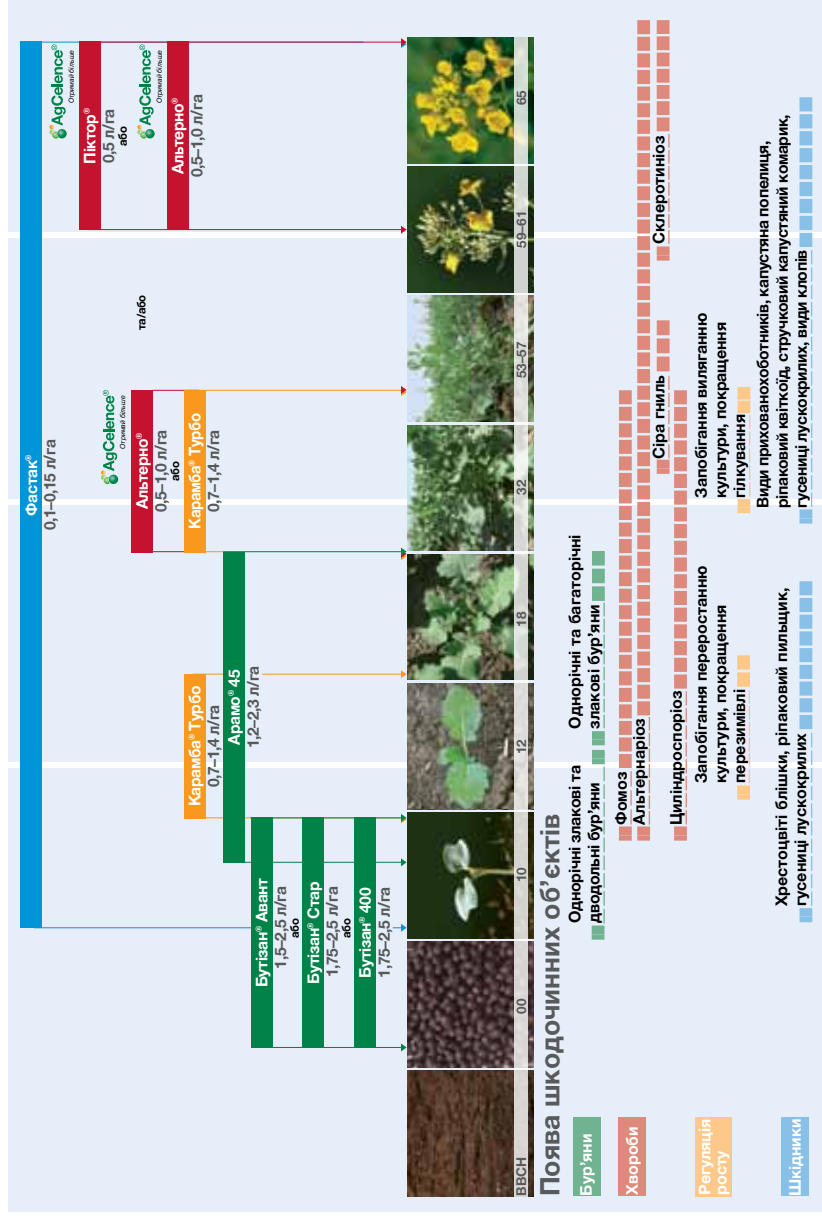 Фастак®
0,1–0,15 л/га
AgCelence®
Отримай більше
Піктор®
0,5 л/га
або
AgCelence®
Отримай більше
Альтерно®
0,5–1,0 л/га
та/або
AgCelence®
Отримай більше
Альтерно®
0,5–1,0 л/га
або
Карамба® Турбо
0,7–1,4 л/га
Карамба® Турбо
0,7–1,4 л/га
Арамо® 45
1,2–2,3 л/га
Бутізан® Авант
1,5–2,5 л/га
або
Бутізан® Стар
1,75–2,5 л/га
або
Бутізан® 400
1,75–2,5 л/га
BBCH 00 10 12 18 32 53–57 59–61 65
Поява шкодочинних об’єктів
Бур’яни
Однорічні злакові та
дводольні бур’яни
Однорічні та багаторічні
злакові бур’яни
Хвороби
Фомоз
Альтернаріоз
Сіра гниль
Склеротиніоз
Циліндроспоріоз
Регуляція
росту
Запобігання переростанню
культури, покращення
перезимівлі
Запобігання виляганню
культури, покращення
гілкування
Шкідники
Хрестоцвіті блішки, ріпаковий пильщик,
гусениці лускокрилих
Види прихованохоботників, капустяна попелиця,
ріпаковий квіткоїд, стручковий капустяний комарик,
гусениці лускокрилих, види клопів